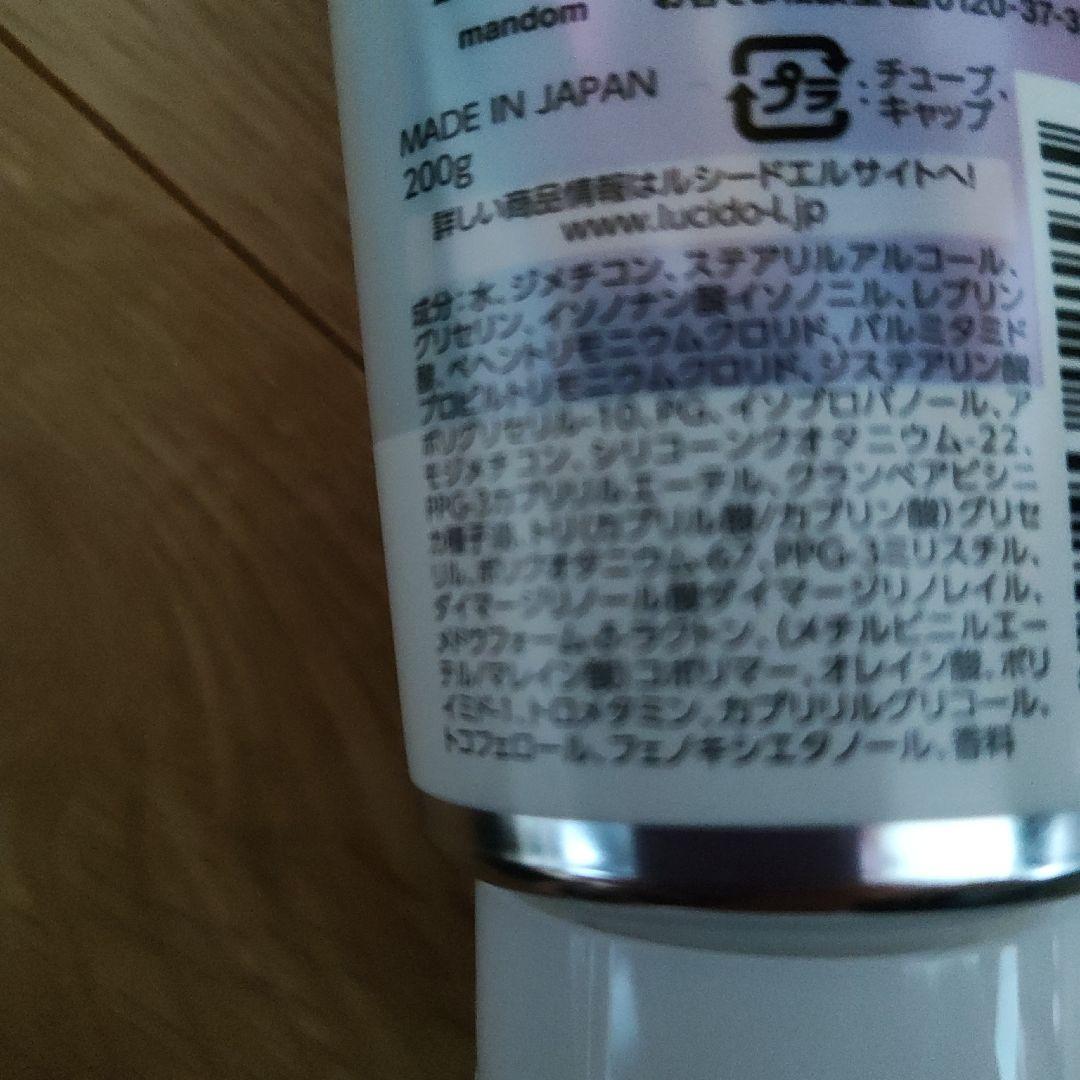 mandom
0120-37-3
MADE IN JAPAN
プラ :チューブ、
:キャップ
200g
詳しい商品情報はルシードエルサイトへ!
www.lucido-l.jp
成分:水、ジメチコン、ステアリルアルコール、
グリセリン、イソノナン酸イソノニル、レブリン
酸、ベヘントリモニウムクロリド、パルミタミド
プロピルトリモニウムクロリド、ジステアリン酸
ポリグリセリル-10、PG、イソプロパノール、ア
モジメチコン、シリコーンクオタニウム-22、
PPG-3カプリリルエーテル、クランベアビシニ
カ種子油、トリ(カプリル酸/カプリン酸)グリセ
リル、ポリクオタニウム-67、PPG-3ミリスチル、
ダイマージリノール酸ダイマージリノレイル、
メドウフォーム-δ-ラクトン、(メチルビニルエー
テル/マレイン酸)コポリマー、オレイン酸、ポリ
イミド-1、トロメタミン、カプリリルグリコール、
トコフェロール、フェノキシエタノール、香料